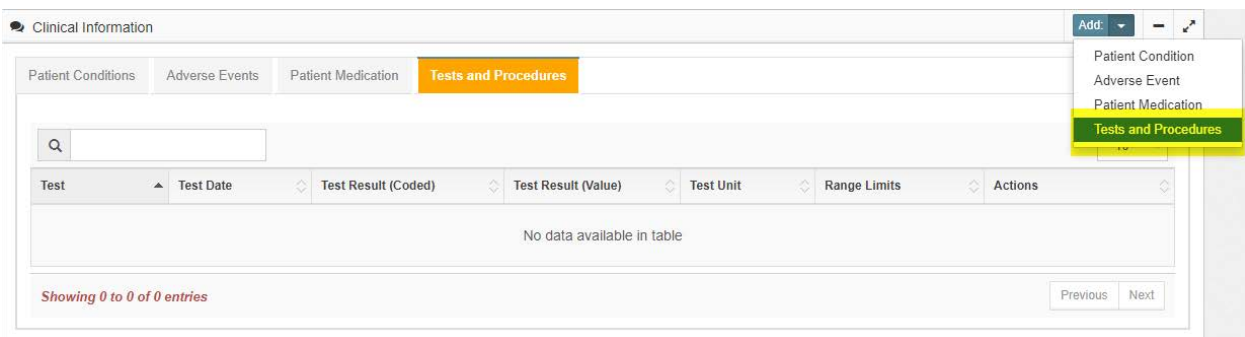 Clinical Information
Add:
Patient Condition
Adverse Event
Patient Medication
Tests and Procedures
Patient Conditions Adverse Events Patient Medication Tests and Procedures
Test Test Date Test Result (Coded) Test Result (Value) Test Unit Range Limits Actions
No data available in table
Showing 0 to 0 of 0 entries
Previous Next